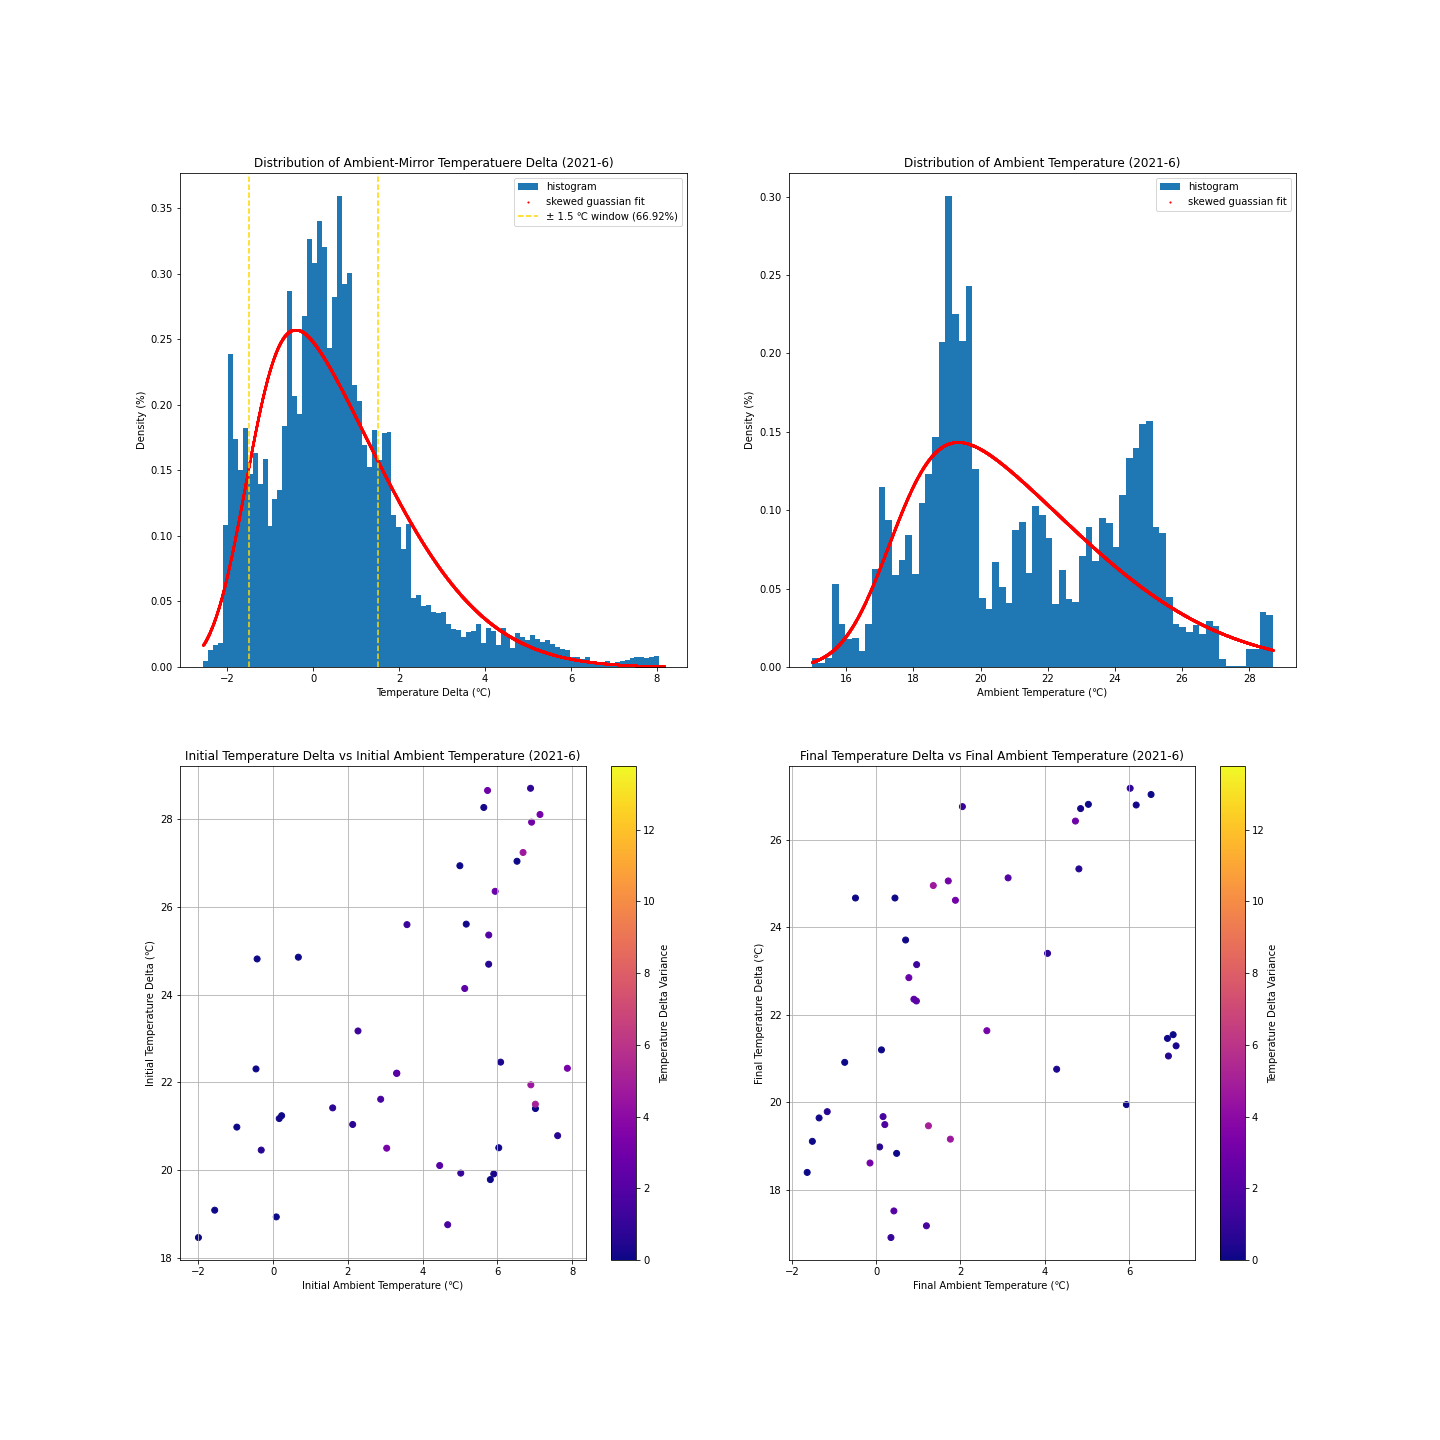 Distribution of Ambient-Mirror Temperatuere Delta (2021-6)
histogram
skewed guassian fit
± 1.5 °C window (66.92%)
0.35
0.30
0.25
0.20
0.15
0.10
0.05
0.00
Density (%)
−2 0 2 4 6 8
Temperature Delta (°C)
Distribution of Ambient Temperature (2021-6)
histogram
skewed guassian fit
0.30
0.25
0.20
0.15
0.10
0.05
0.00
Density (%)
16 18 20 22 24 26 28
Ambient Temperature (°C)
Initial Temperature Delta vs Initial Ambient Temperature (2021-6)
28
26
24
22
20
18
Initial Temperature Delta (°C)
−2 0 2 4 6 8
Initial Ambient Temperature (°C)
12
10
8
6
4
2
0
Temperature Delta Variance
Final Temperature Delta vs Final Ambient Temperature (2021-6)
26
24
22
20
18
Final Temperature Delta (°C)
−2 0 2 4 6
Final Ambient Temperature (°C)
12
10
8
6
4
2
0
Temperature Delta Variance